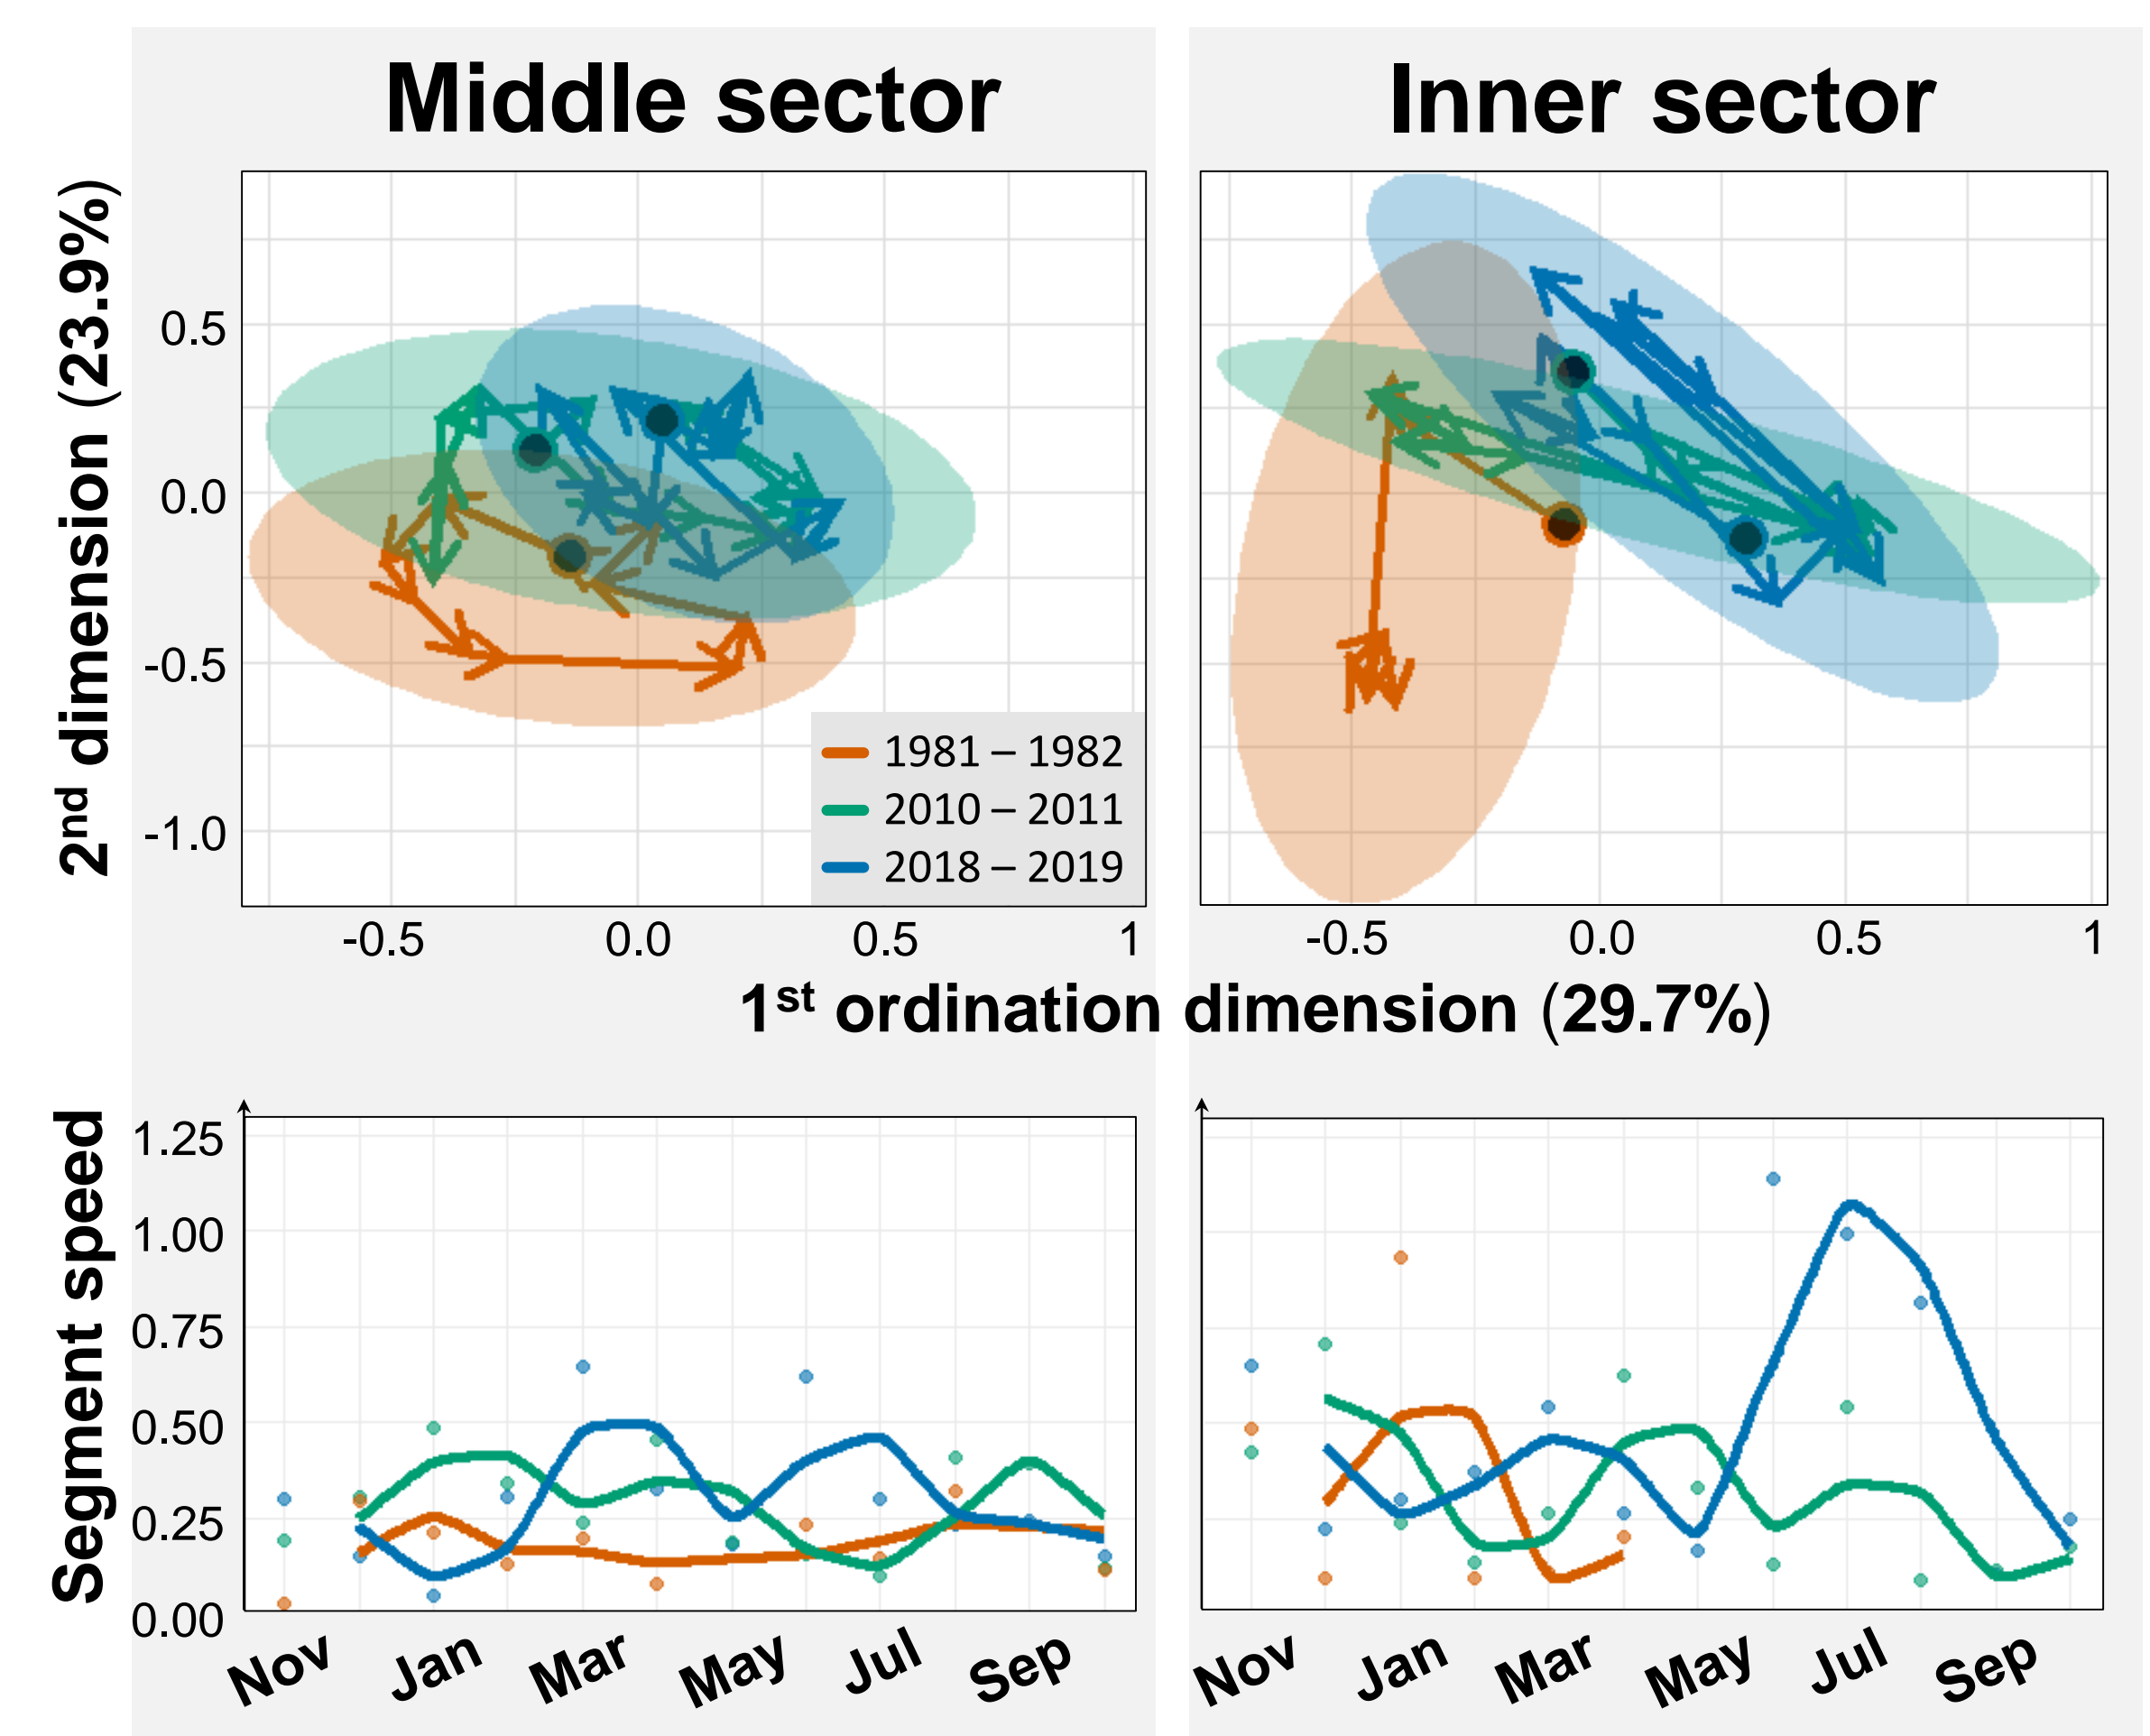 Middle sector
Inner sector
2nd dimension (23.9%)
0.5
0.0
-0.5
-1.0
1981 – 1982
2010 – 2011
2018 – 2019
-0.5 0.0 0.5 1
-0.5 0.0 0.5 1
1st ordination dimension (29.7%)
Segment speed
1.25
1.00
0.75
0.50
0.25
0.00
Nov Jan Mar May Jul Sep
Nov Jan Mar May Jul Sep